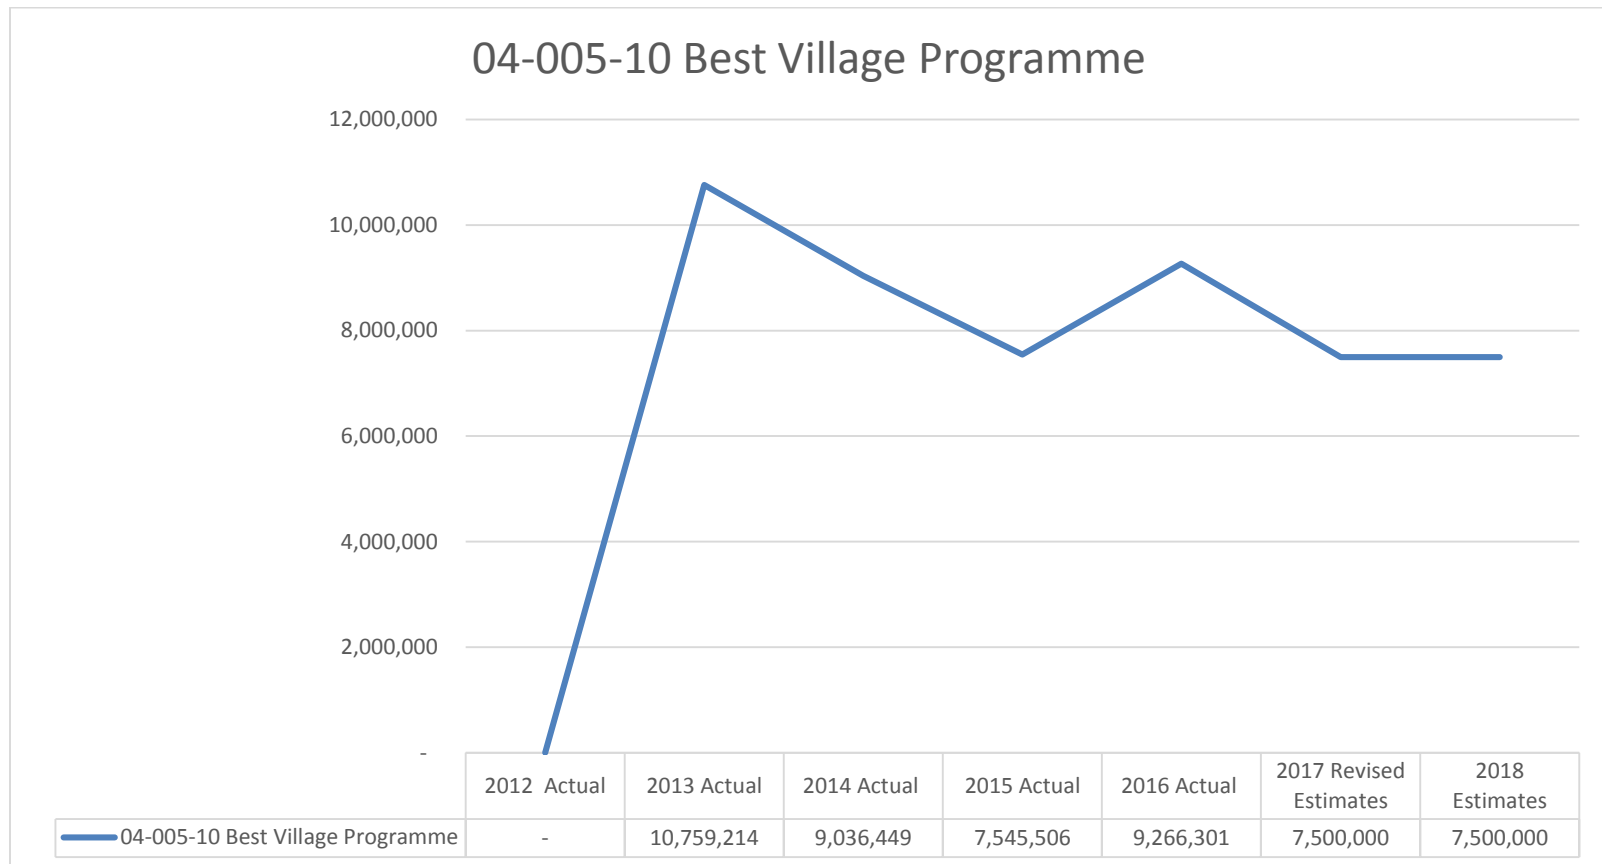 04-005-10 Best Village Programme
12,000,000
10,000,000
8,000,000
6,000,000
4,000,000
2,000,000
-
2012 Actual 2013 Actual 2014 Actual 2015 Actual 2016 Actual 2017 Revised Estimates 2018 Estimates
04-005-10 Best Village Programme - 10,759,214 9,036,449 7,545,506 9,266,301 7,500,000 7,500,000